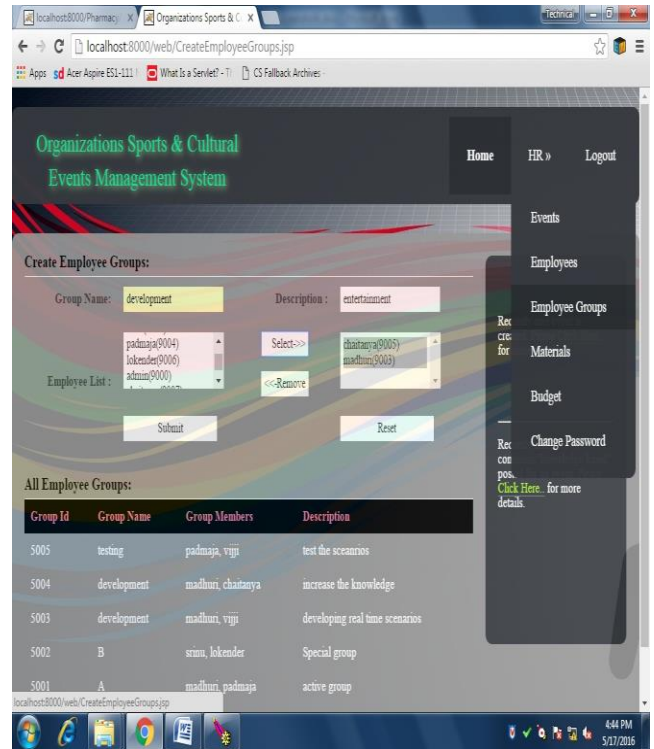 localhost:8000/Pharmacy
Organizations Sports & C
Technical
localhost:8000/web/CreateEmployeeGroups.jsp
Apps
sd Acer Aspire ES1-111
What Is a Servlet? - T
CS Fallback Archives -
Organizations Sports & Cultural
Events Management System
Home
HR »
Logout
Events
Employees
Employee Groups
Materials
Budget
Change Password
Create Employee Groups:
Group Name:
development
Description :
entertainment
Employee List :
padmaja(9004)
lokender(9006)
admin(9000)
Select->>
<<-Remove
chaitanya(9005)
madhuri(9003)
Submit
Reset
for
Click Here.. for more
details.
All Employee Groups:
Group Id Group Name Group Members Description
5005 testing padmaja, vijji test the sceanrios
5004 development madhuri, chaitanya increase the knowledge
5003 development madhuri, vijji developing real time scenarios
5002 B srinu, lokender Special group
5001 A madhuri, padmaja active group
localhost:8000/web/CreateEmployeeGroups.jsp
4:44 PM
5/17/2016